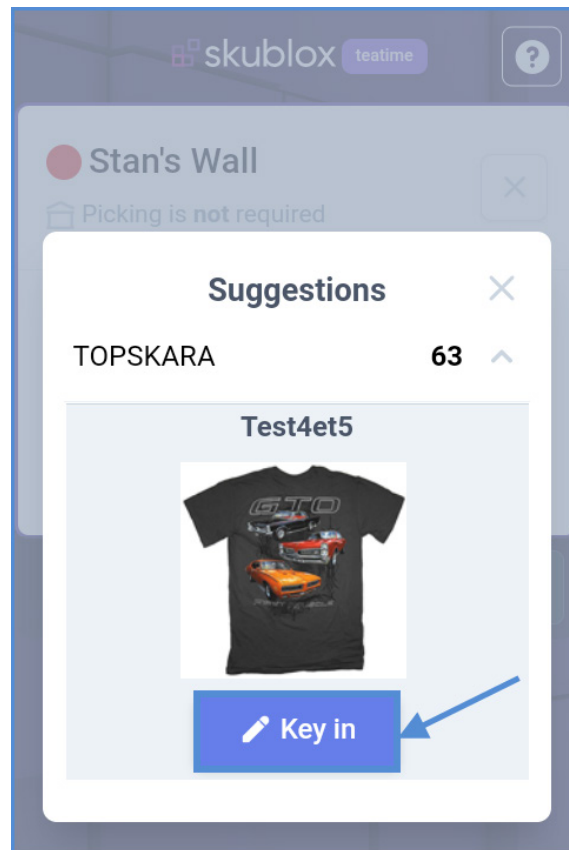 skublox teatime
?
Stan's Wall
Picking is not required
Suggestions
TOPSKARA 63
Test4et5
GTO
Key in